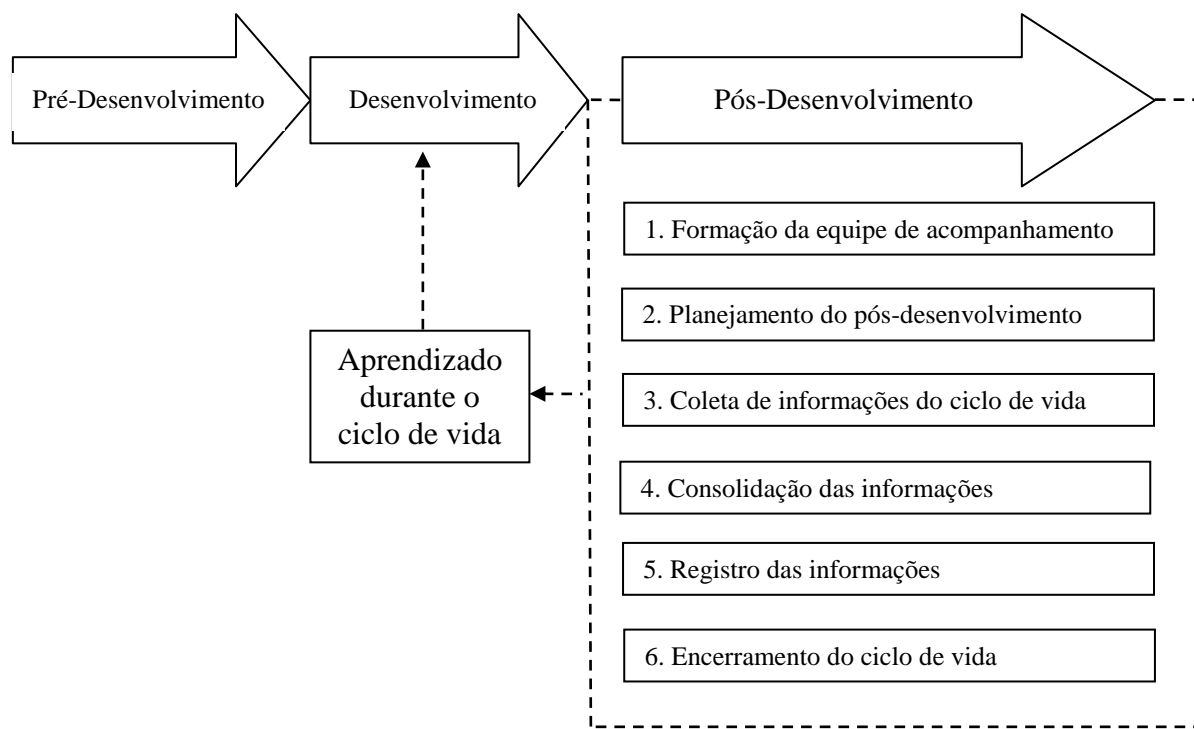 Pré-Desenvolvimento
Desenvolvimento
Pós-Desenvolvimento
1. Formação da equipe de acompanhamento
2. Planejamento do pós-desenvolvimento
Aprendizado
durante o
ciclo de vida
3. Coleta de informações do ciclo de vida
4. Consolidação das informações
5. Registro das informações
6. Encerramento do ciclo de vida